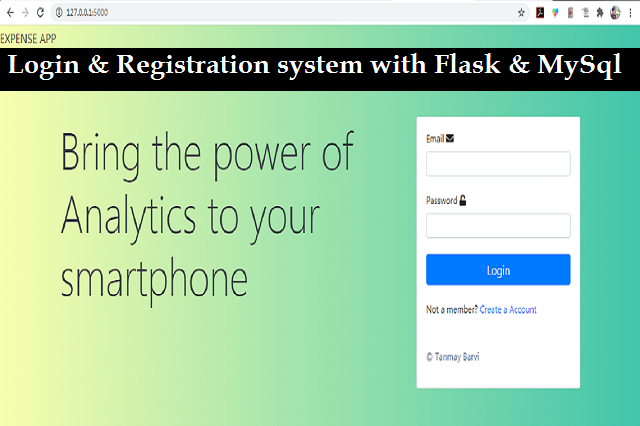 127.0.0.1:5000
EXPENSE APP
Login & Registration system with Flask & MySql
Bring the power of
Analytics to your
smartphone
Email
Password
Login
Not a member? Create a Account
© Tanmay Barvi